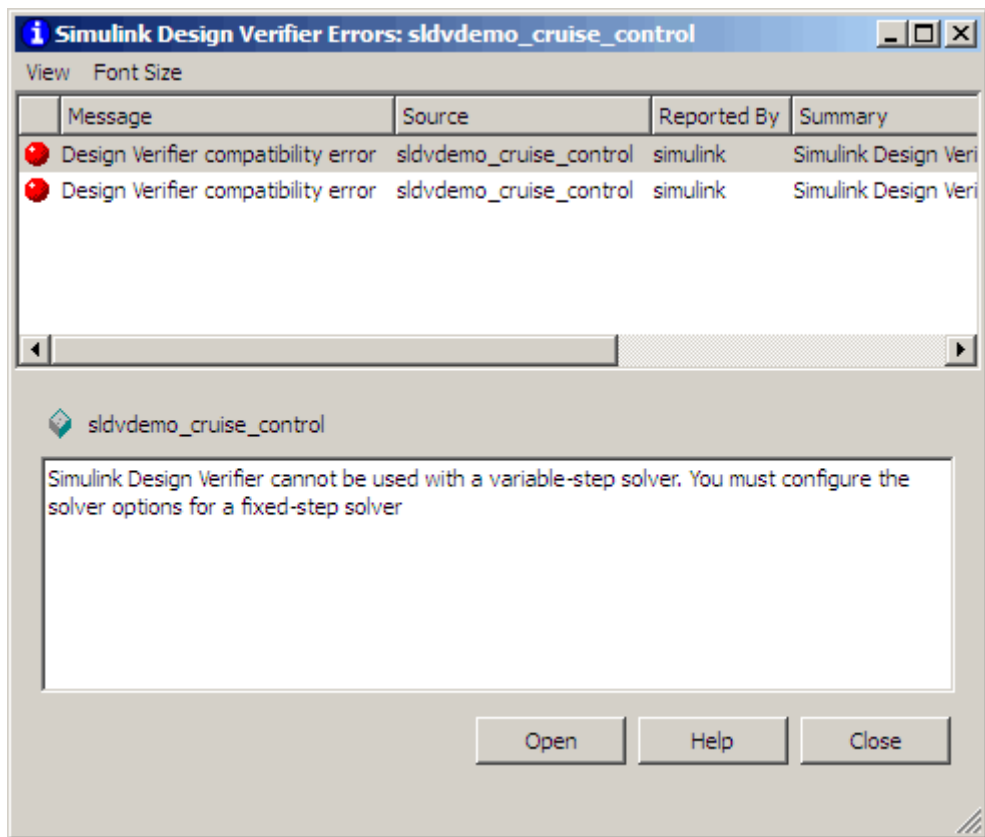 Simulink Design Verifier Errors: sldvdemo_cruise_control
View Font Size
Message Source Reported By Summary
Design Verifier compatibility error sldvdemo_cruise_control simulink Simulink Design Veri
Design Verifier compatibility error sldvdemo_cruise_control simulink Simulink Design Veri
sldvdemo_cruise_control
Simulink Design Verifier cannot be used with a variable-step solver. You must configure the
solver options for a fixed-step solver
Open Help Close